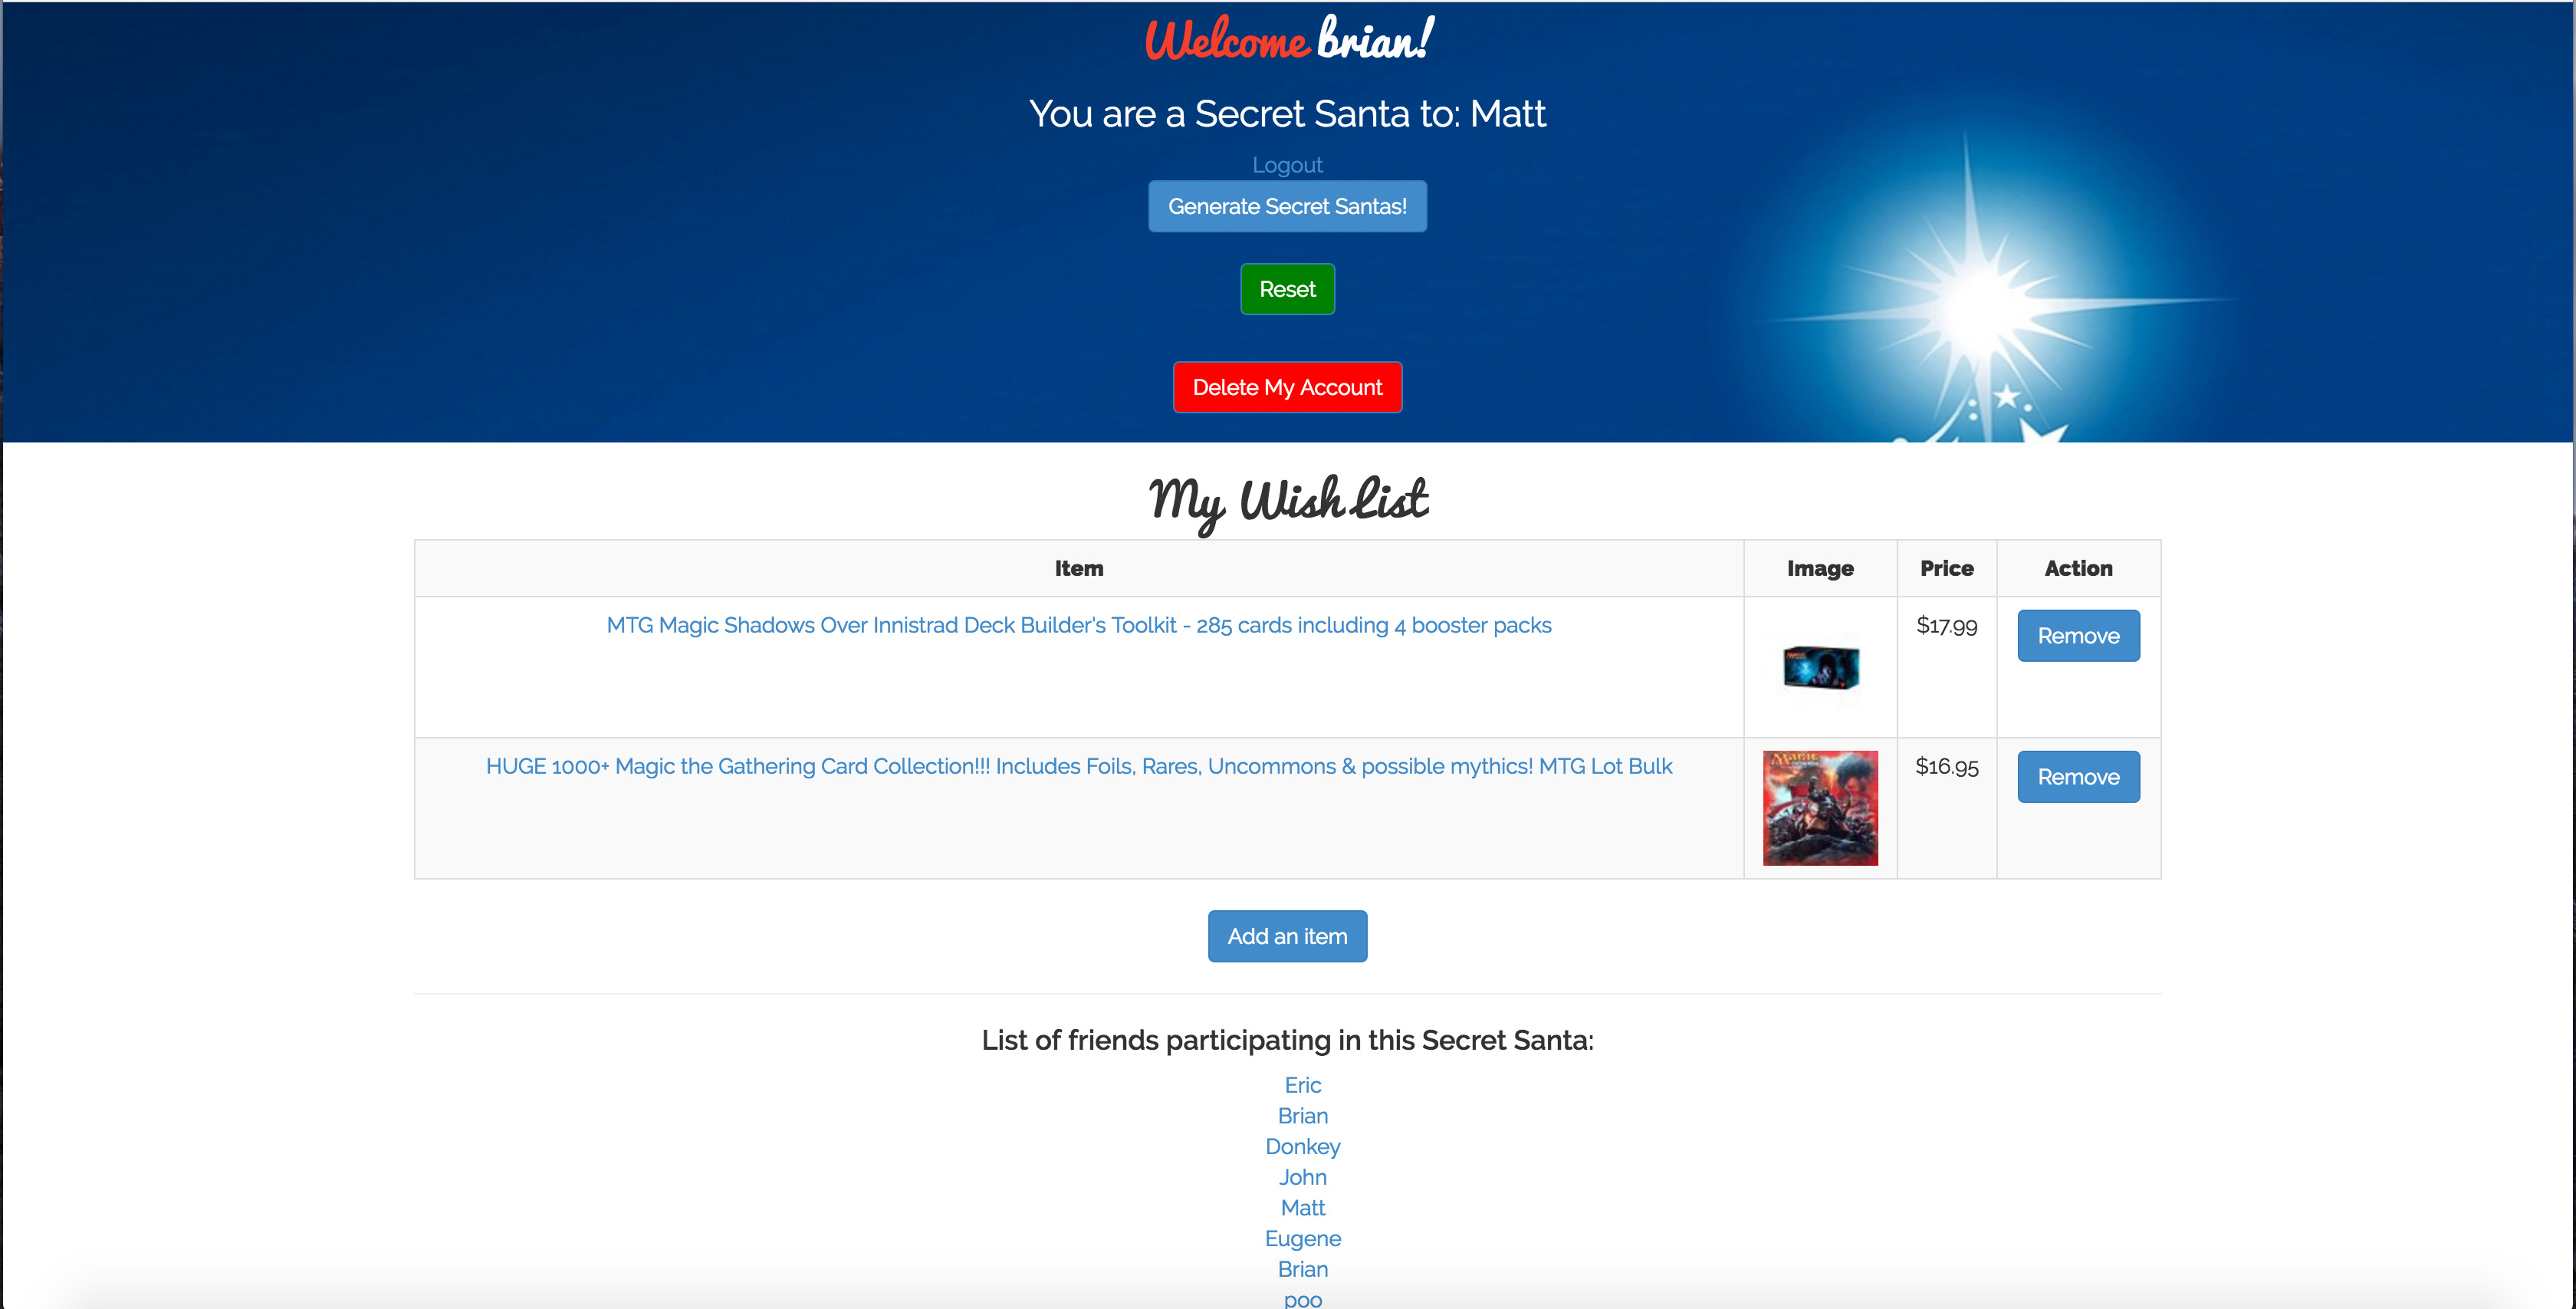 Welcome brian!
You are a Secret Santa to: Matt
Logout
Generate Secret Santas!
Reset
Delete My Account
My Wish List
Item Image Price Action
MTG Magic Shadows Over Innistrad Deck Builder's Toolkit - 285 cards including 4 booster packs $17.99 Remove
HUGE 1000+ Magic the Gathering Card Collection!!! Includes Foils, Rares, Uncommons & possible mythics! MTG Lot Bulk MAGIC $16.95 Remove
Add an item
List of friends participating in this Secret Santa:
Eric
Brian
Donkey
John
Matt
Eugene
Brian
poo